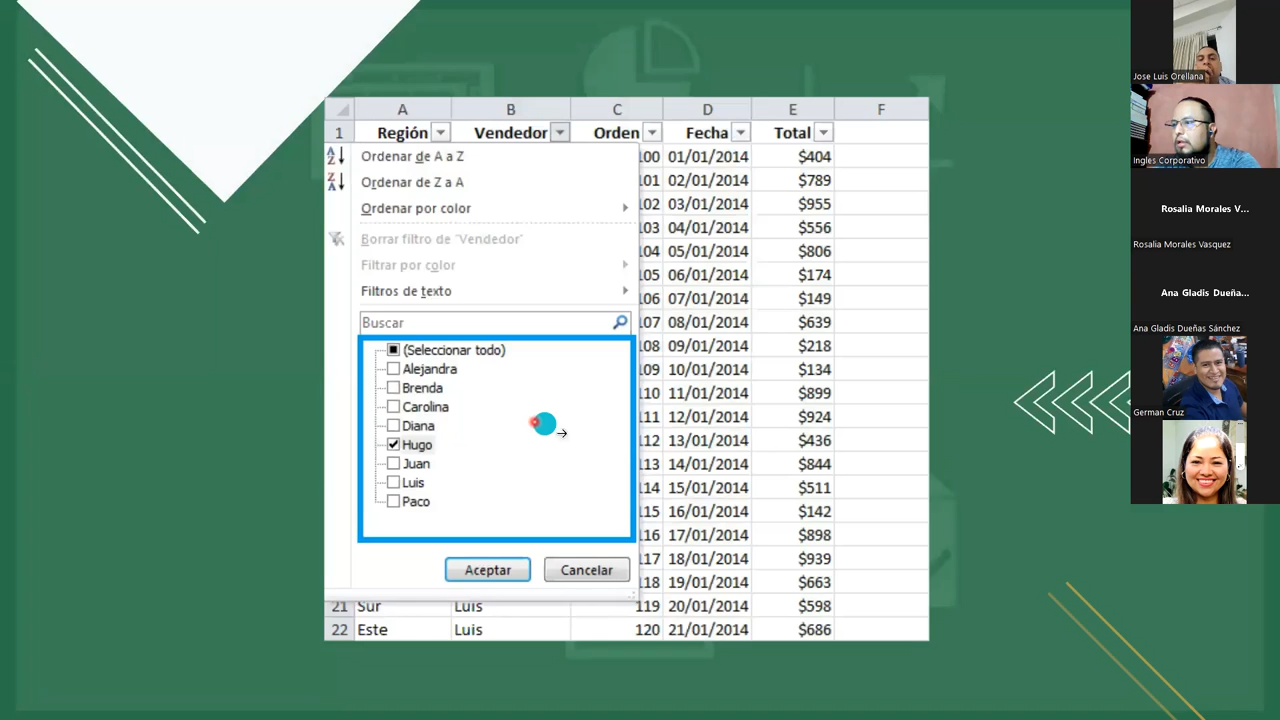 A B C D E F
1 Región Vendedor Orden Fecha Total
Ordenar de A a Z
Ordenar de Z a A
Ordenar por color
Borrar filtro de "Vendedor"
Filtrar por color
Filtros de texto
Buscar
(Seleccionar todo)
Alejandra
Brenda
Carolina
Diana
Hugo
Juan
Luis
Paco
Aceptar Cancelar
100 01/01/2014 $404
101 02/01/2014 $789
102 03/01/2014 $955
103 04/01/2014 $556
104 05/01/2014 $806
105 06/01/2014 $174
106 07/01/2014 $149
107 08/01/2014 $639
108 09/01/2014 $218
109 10/01/2014 $134
110 11/01/2014 $899
111 12/01/2014 $924
112 13/01/2014 $436
113 14/01/2014 $844
114 15/01/2014 $511
115 16/01/2014 $142
116 17/01/2014 $898
117 18/01/2014 $939
118 19/01/2014 $663
21 Sur Luis 119 20/01/2014 $598
22 Este Luis 120 21/01/2014 $686
Jose Luis Orellana
Ingles Corporativo
Rosalia Morales V...
Rosalia Morales Vasquez
Ana Gladis Dueña...
Ana Gladis Dueñas Sánchez
German Cruz